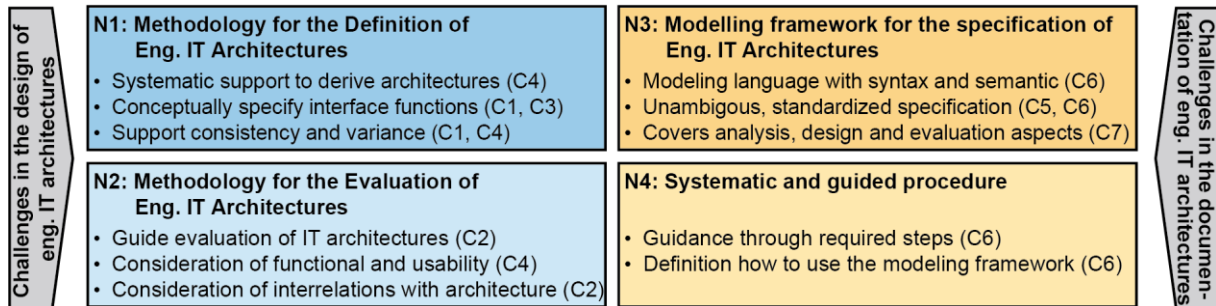 Challenges in the design of
eng. IT architectures
N1: Methodology for the Definition of
Eng. IT Architectures
• Systematic support to derive architectures (C4)
• Conceptually specify interface functions (C1, C3)
• Support consistency and variance (C1, C4)
N2: Methodology for the Evaluation of
Eng. IT Architectures
• Guide evaluation of IT architectures (C2)
• Consideration of functional and usability (C4)
• Consideration of interrelations with architecture (C2)
N3: Modelling framework for the specification of
Eng. IT Architectures
• Modeling language with syntax and semantic (C6)
• Unambigous, standardized specification (C5, C6)
• Covers analysis, design and evaluation aspects (C7)
N4: Systematic and guided procedure
• Guidance through required steps (C6)
• Definition how to use the modeling framework (C6)
Challenges in the documen-
tation of eng. IT architectures